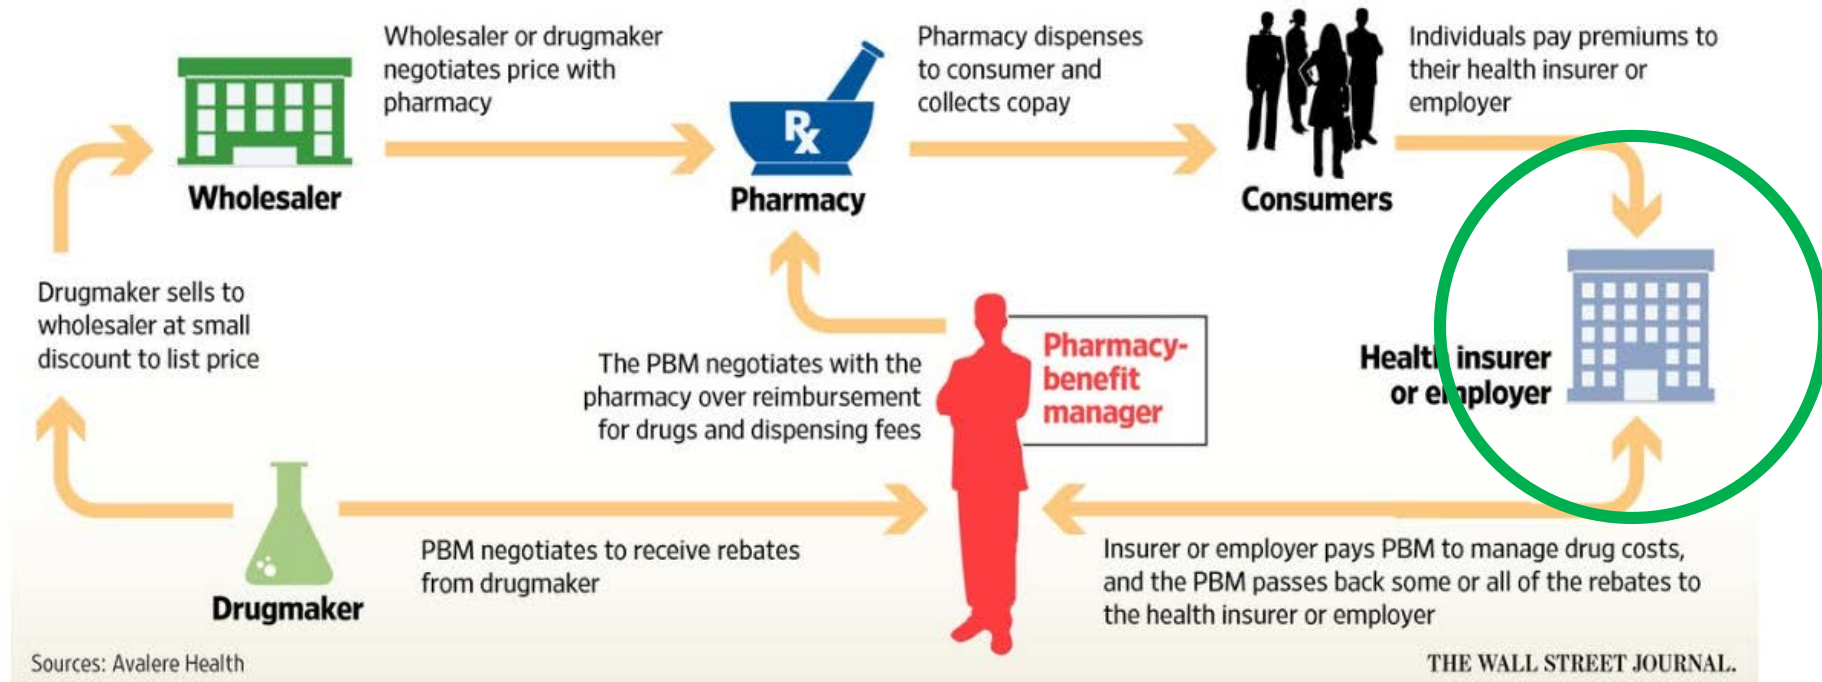 Wholesaler or drugmaker
negotiates price with
pharmacy
Pharmacy dispenses
to consumer and
collects copay
Individuals pay premiums to
their health insurer or
employer
Rx
Wholesaler
Pharmacy
Consumers
Drugmaker sells to
wholesaler at small
discount to list price
The PBM negotiates with the
pharmacy over reimbursement
for drugs and dispensing fees
Pharmacy-
benefit
manager
Health insurer
or employer
PBM negotiates to receive rebates
from drugmaker
Drugmaker
Insurer or employer pays PBM to manage drug costs,
and the PBM passes back some or all of the rebates to
the health insurer or employer
Sources: Avalere Health
THE WALL STREET JOURNAL.